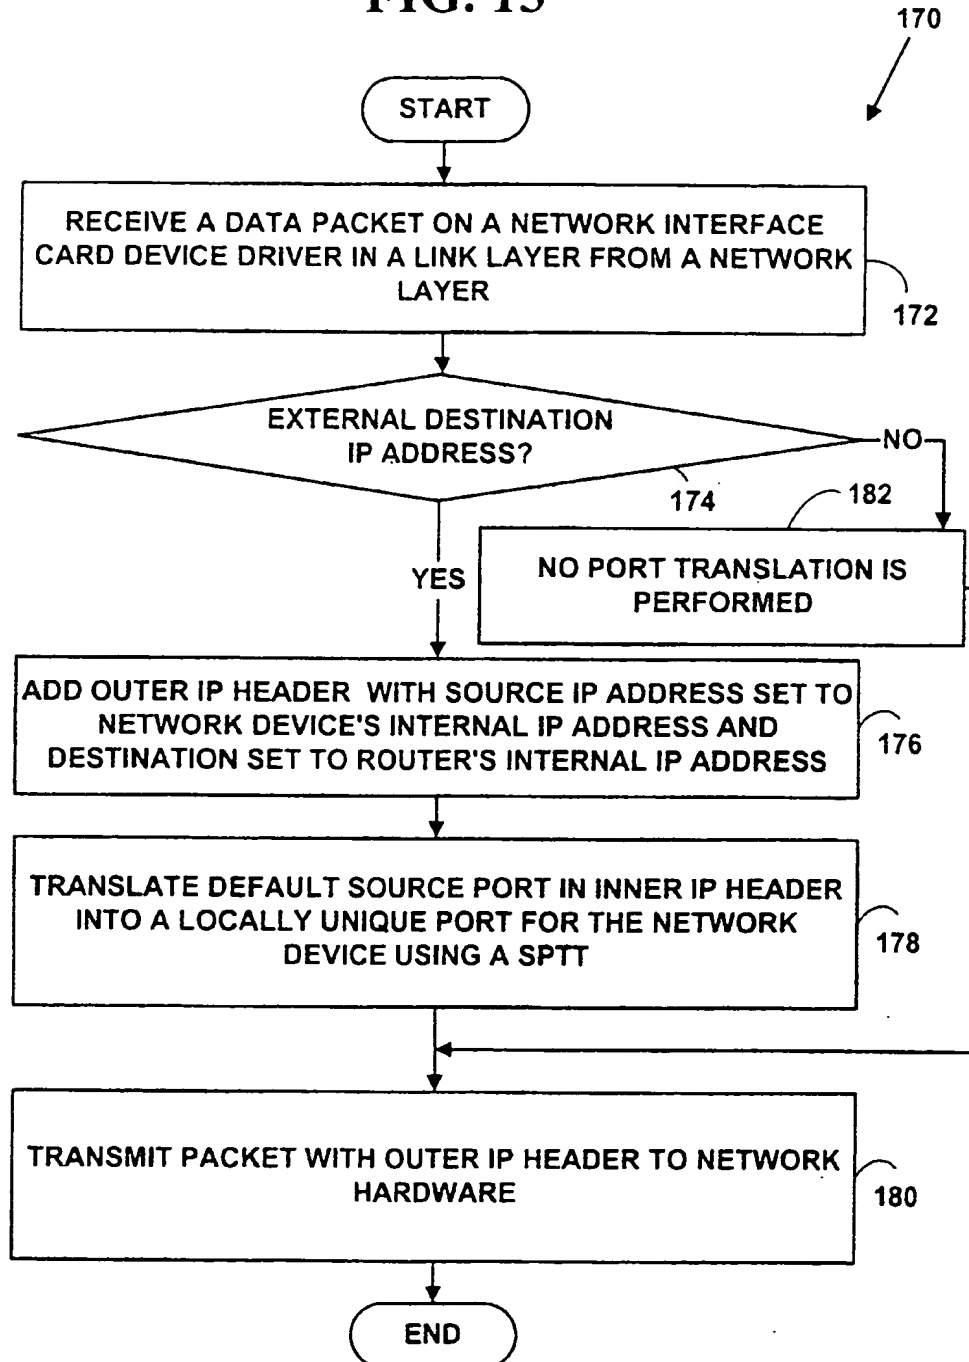 FIG. 13
170
START
RECEIVE A DATA PACKET ON A NETWORK INTERFACE
CARD DEVICE DRIVER IN A LINK LAYER FROM A NETWORK
LAYER
172
EXTERNAL DESTINATION
IP ADDRESS?
NO
174
182
YES
NO PORT TRANSLATION IS
PERFORMED
ADD OUTER IP HEADER WITH SOURCE IP ADDRESS SET TO
NETWORK DEVICE'S INTERNAL IP ADDRESS AND
DESTINATION SET TO ROUTER'S INTERNAL IP ADDRESS
176
TRANSLATE DEFAULT SOURCE PORT IN INNER IP HEADER
INTO A LOCALLY UNIQUE PORT FOR THE NETWORK
DEVICE USING A SPTT
178
TRANSMIT PACKET WITH OUTER IP HEADER TO NETWORK
HARDWARE
180
END